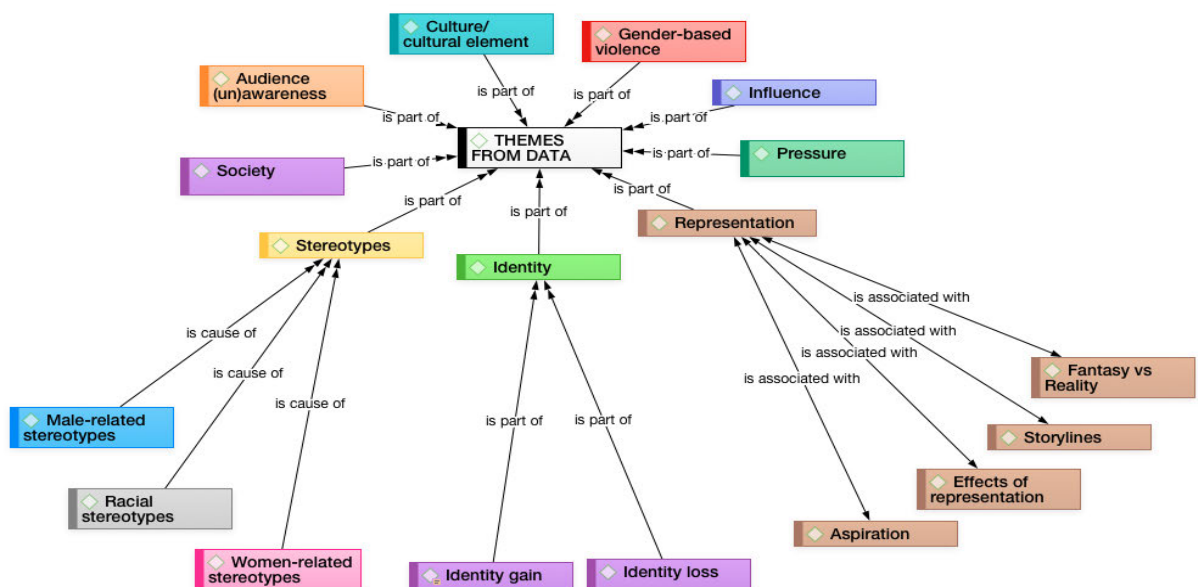 Culture/
cultural element
Gender-based
violence
Audience
(un)awareness
Influence
is part of
is part of
is part of
is part of
THEMES
FROM DATA
Society
is part of
is part of
Pressure
is part of
is part of
is part of
Representation
Stereotypes
Identity
is associated with
is cause of
is associated with
is associated with
is cause of
is associated with
Fantasy vs
Reality
is cause of
Male-related
stereotypes
is part of
is part of
Storylines
Racial
stereotypes
Effects of
representation
Aspiration
Women-related
stereotypes
Identity gain
Identity loss